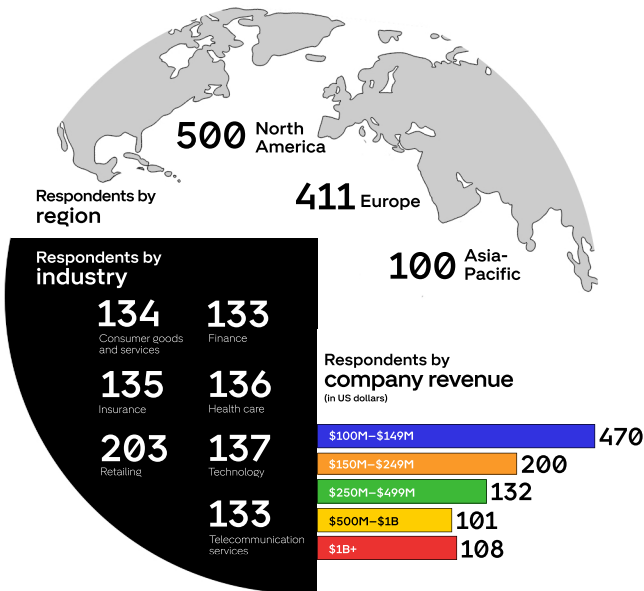 500 North
America
411 Europe
100 Asia-
Pacific
Respondents by
region
Respondents by
industry
134
Consumer goods
and services
133
Finance
135
Insurance
136
Health care
203
Retailing
137
Technology
133
Telecommunication
services
Respondents by
company revenue
(in US dollars)
$100M–$149M 470
$150M–$249M 200
$250M–$499M 132
$500M–$1B 101
$1B+ 108